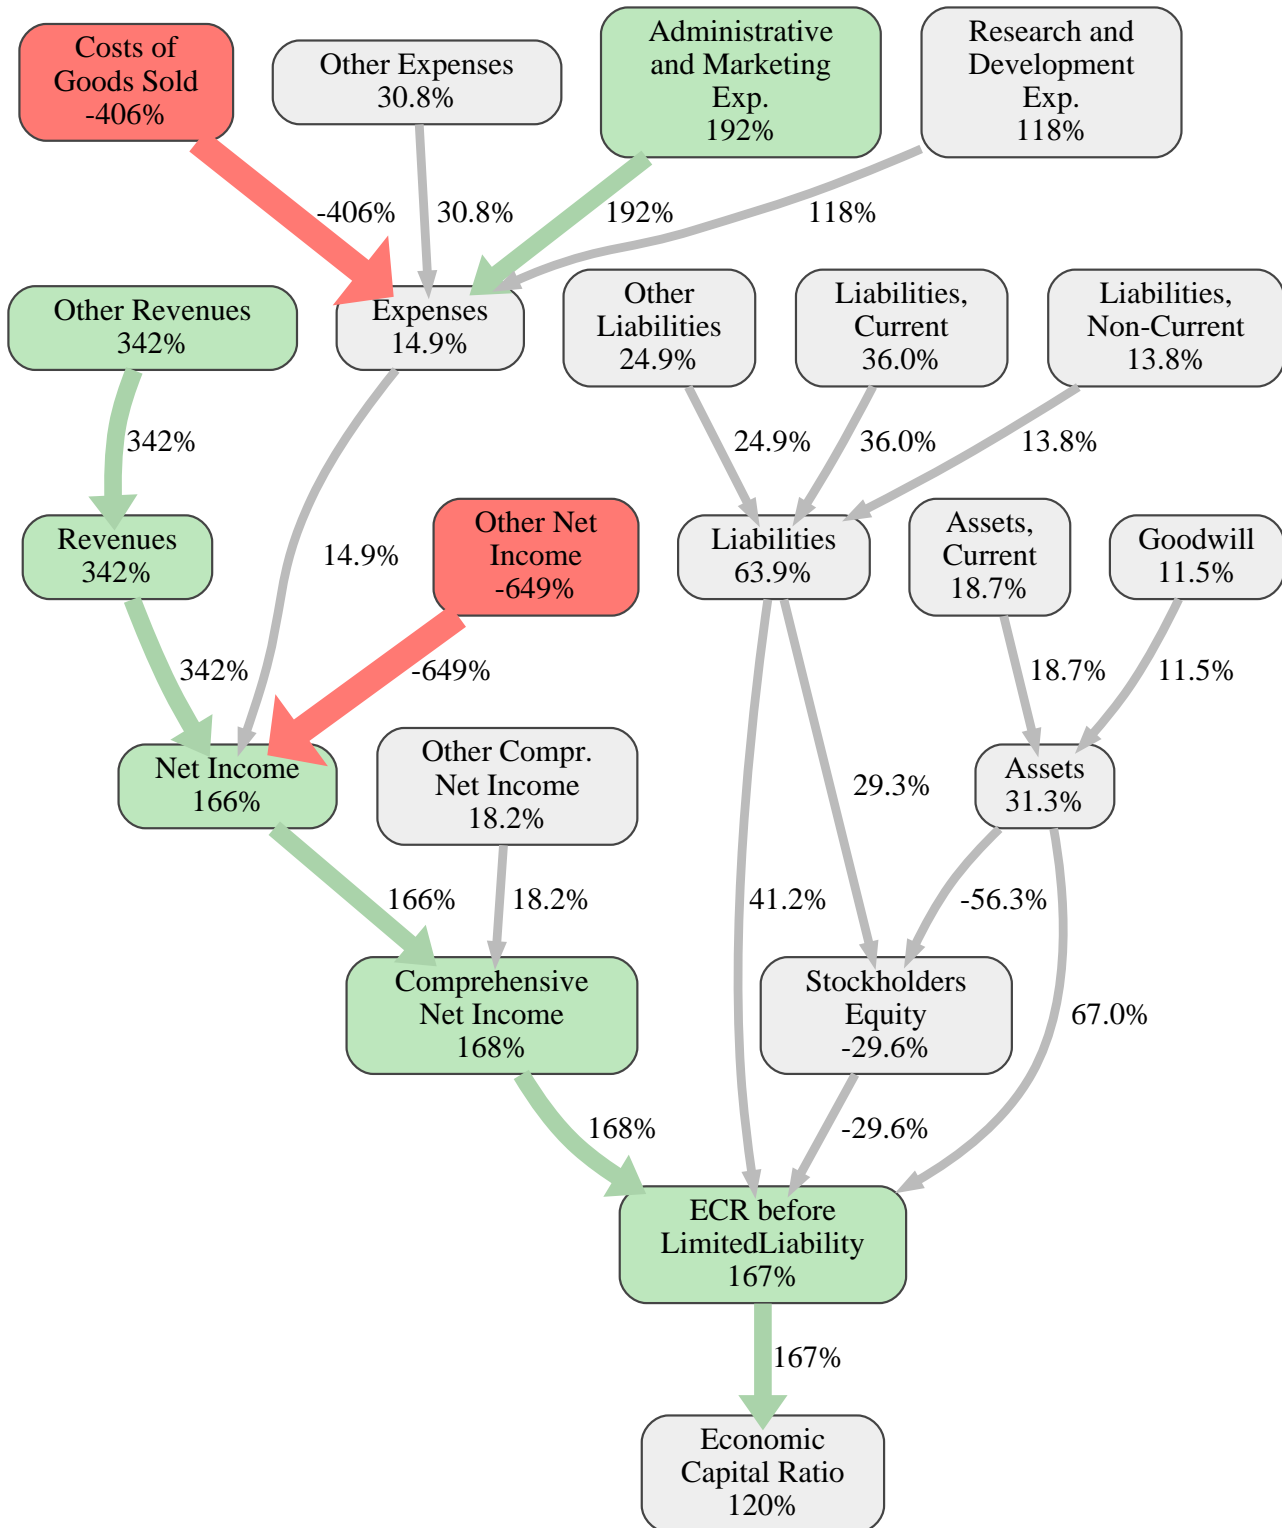 Costs of
Goods Sold
-406%
Other Expenses
30.8%
Administrative
and Marketing
Exp.
192%
Research and
Development
Exp.
118%
-406%
30.8%
192%
118%
Other Revenues
342%
Expenses
14.9%
Other
Liabilities
24.9%
Liabilities,
Current
36.0%
Liabilities,
Non-Current
13.8%
342%
24.9%
36.0%
13.8%
Revenues
342%
14.9%
Other Net
Income
-649%
Liabilities
63.9%
Assets,
Current
18.7%
Goodwill
11.5%
342%
-649%
18.7%
11.5%
Net Income
166%
Other Compr.
Net Income
18.2%
29.3%
Assets
31.3%
166%
18.2%
41.2%
-56.3%
Comprehensive
Net Income
168%
Stockholders
Equity
-29.6%
67.0%
168%
-29.6%
ECR before
LimitedLiability
167%
167%
Economic
Capital Ratio
120%